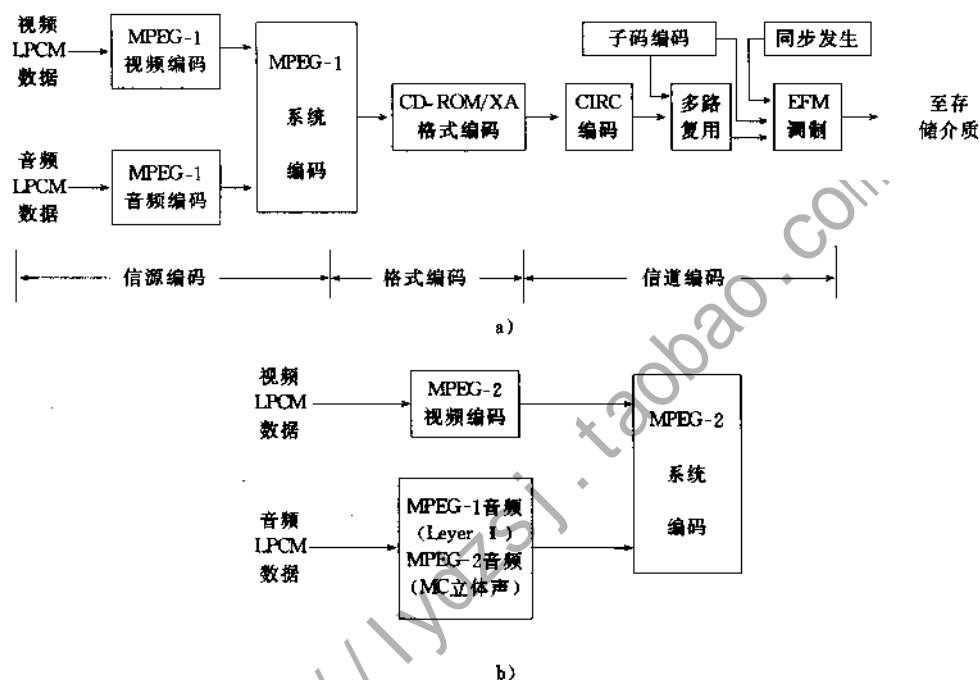 视频
LPCM
数据
MPEG-1
视频编码
音频
LPCM
数据
MPEG-1
音频编码
MPEG-1
系统
编码
CD-ROM/XA
格式编码
CIRC
编码
子码编码
多路
复用
同步发生
EFM
调制
至存
储介质
信源编码
格式编码
信道编码
a)
视频
LPCM
数据
MPEG-2
视频编码
音频
LPCM
数据
MPEG-1音频
(Leyer I)
MPEG-2音频
(MC立体声)
MPEG-2
系统
编码
b)
//lydzsj.taobao.com